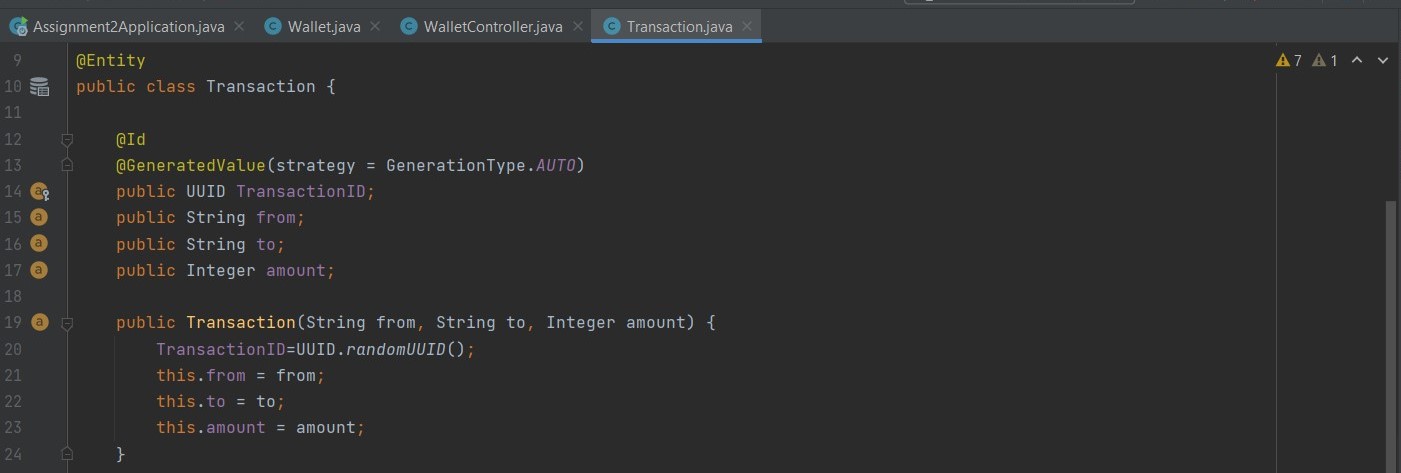 Assignment2Application.java × Wallet.java × WalletController.java × Transaction.java ×
9 @Entity 7 1
10 public class Transaction {
11
12 @Id
13 @GeneratedValue(strategy = GenerationType.AUTO)
14 public UUID TransactionID;
15 public String from;
16 public String to;
17 public Integer amount;
18
19 public Transaction(String from, String to, Integer amount) {
20 TransactionID=UUID.randomUUID();
21 this.from = from;
22 this.to = to;
23 this.amount = amount;
24 }